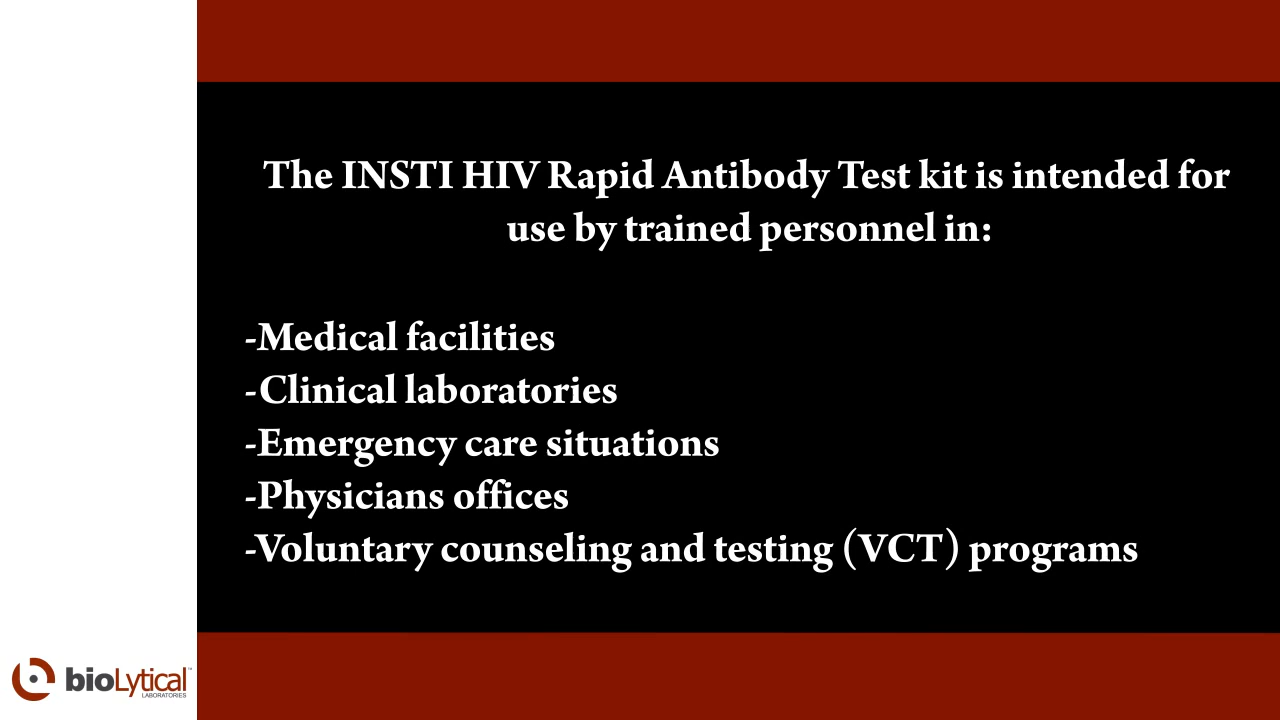 The INSTI HIV Rapid Antibody Test kit is intended for
use by trained personnel in:
-Medical facilities
-Clinical laboratories
-Emergency care situations
-Physicians offices
-Voluntary counseling and testing (VCT) programs
bioLytical™
LABORATORIES